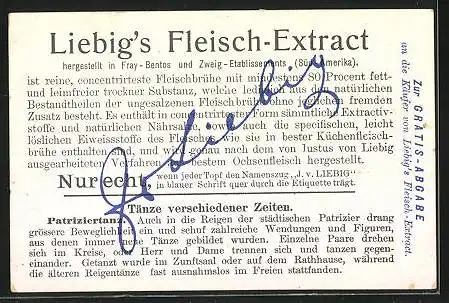 Liebig's Fleisch-Extract
hergestellt in Fray-Bentos und Zweig-Etablissements (Süd-Amerika).
ist reine, concentrirteste Fleischbrühe mit mindestens 80 Procent fett-
und leimfreier trockner Substanz, welche lediglich aus den natürlichen
Bestandtheilen der ungesalzenen Fleischbrühe ohne jeglichen fremden
Zusatz besteht. Es enthält in concentrirtester Form sämmtliche Extractiv-
stoffe und natürlichen Nährsalze, sowie auch die specifischen, leicht
löslichen Eiweissstoffe des Fleisches, wie sie in bester Küchenfleisch-
brühe enthalten sind, und wird genau nach dem von Justus von Liebig
ausgearbeiteten Verfahren aus bestem Ochsenfleisch hergestellt.
Nur echt, wenn jeder Topf den Namenszug „J. v. LIEBIG“
in blauer Schrift quer durch die Etiquette trägt.
Jv Liebig
Tänze verschiedener Zeiten.
Patriziertanz. Auch in die Reigen der städtischen Patrizier drang
grössere Beweglichkeit ein und schuf zahlreiche Wendungen und Figuren,
aus denen immer neue Tänze gebildet wurden. Einzelne Paare drehen
sich im Kreise, oder Herr und Dame trennen sich und tanzen gegen-
einander. Getanzt wurde im Zunftsaal oder auf dem Rathhause, während
die älteren Reigentänze fast ausnahmslos im Freien stattfanden.
Zur GRATIS-ABGABE
an die Käufer von Liebig's Fleisch-Extract.